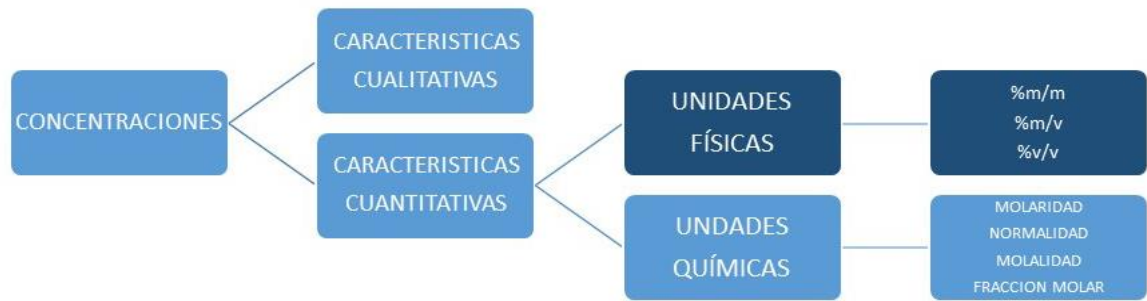 CONCENTRACIONES
CARACTERISTICAS
CUALITATIVAS
CARACTERISTICAS
CUANTITATIVAS
UNIDADES
FÍSICAS
%m/m
%m/v
%v/v
UNDADES
QUÍMICAS
MOLARIDAD
NORMALIDAD
MOLALIDAD
FRACCION MOLAR